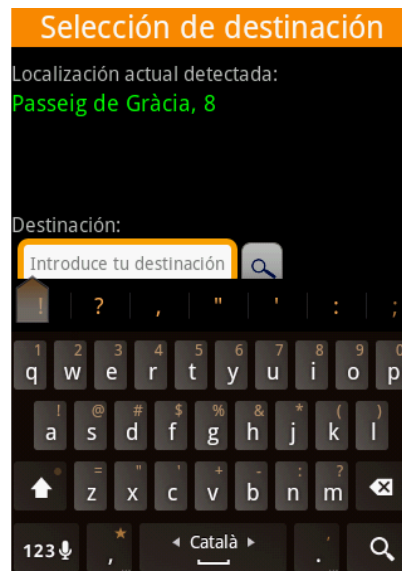 Selección de destinación
Localización actual detectada:
Passeig de Gràcia, 8
Destinación:
Introduce tu destinación
! ? , " ' : ;
1 2 3 4 5 6 7 8 9 0
q w e r t y u i o p
! @ # $ % & * ( )
a s d f g h j k l
= " ' + - : ?
z x c v b n m
123 , ◂ Català ▸ .